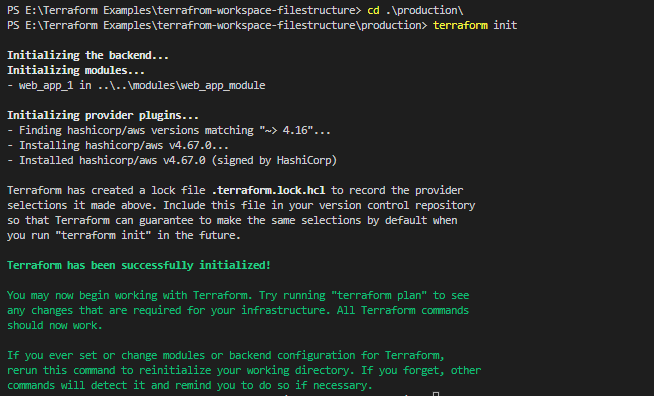 PS E:\Terraform Examples\terrafrom-workspace-filestructure> cd .\production\
PS E:\Terraform Examples\terrafrom-workspace-filestructure\production> terraform init
Initializing the backend...
Initializing modules...
- web_app_1 in ..\..\modules\web_app_module
Initializing provider plugins...
- Finding hashicorp/aws versions matching "~> 4.16"...
- Installing hashicorp/aws v4.67.0...
- Installed hashicorp/aws v4.67.0 (signed by HashiCorp)
Terraform has created a lock file .terraform.lock.hcl to record the provider
selections it made above. Include this file in your version control repository
so that Terraform can guarantee to make the same selections by default when
you run "terraform init" in the future.
Terraform has been successfully initialized!
You may now begin working with Terraform. Try running "terraform plan" to see
any changes that are required for your infrastructure. All Terraform commands
should now work.
If you ever set or change modules or backend configuration for Terraform,
rerun this command to reinitialize your working directory. If you forget, other
commands will detect it and remind you to do so if necessary.